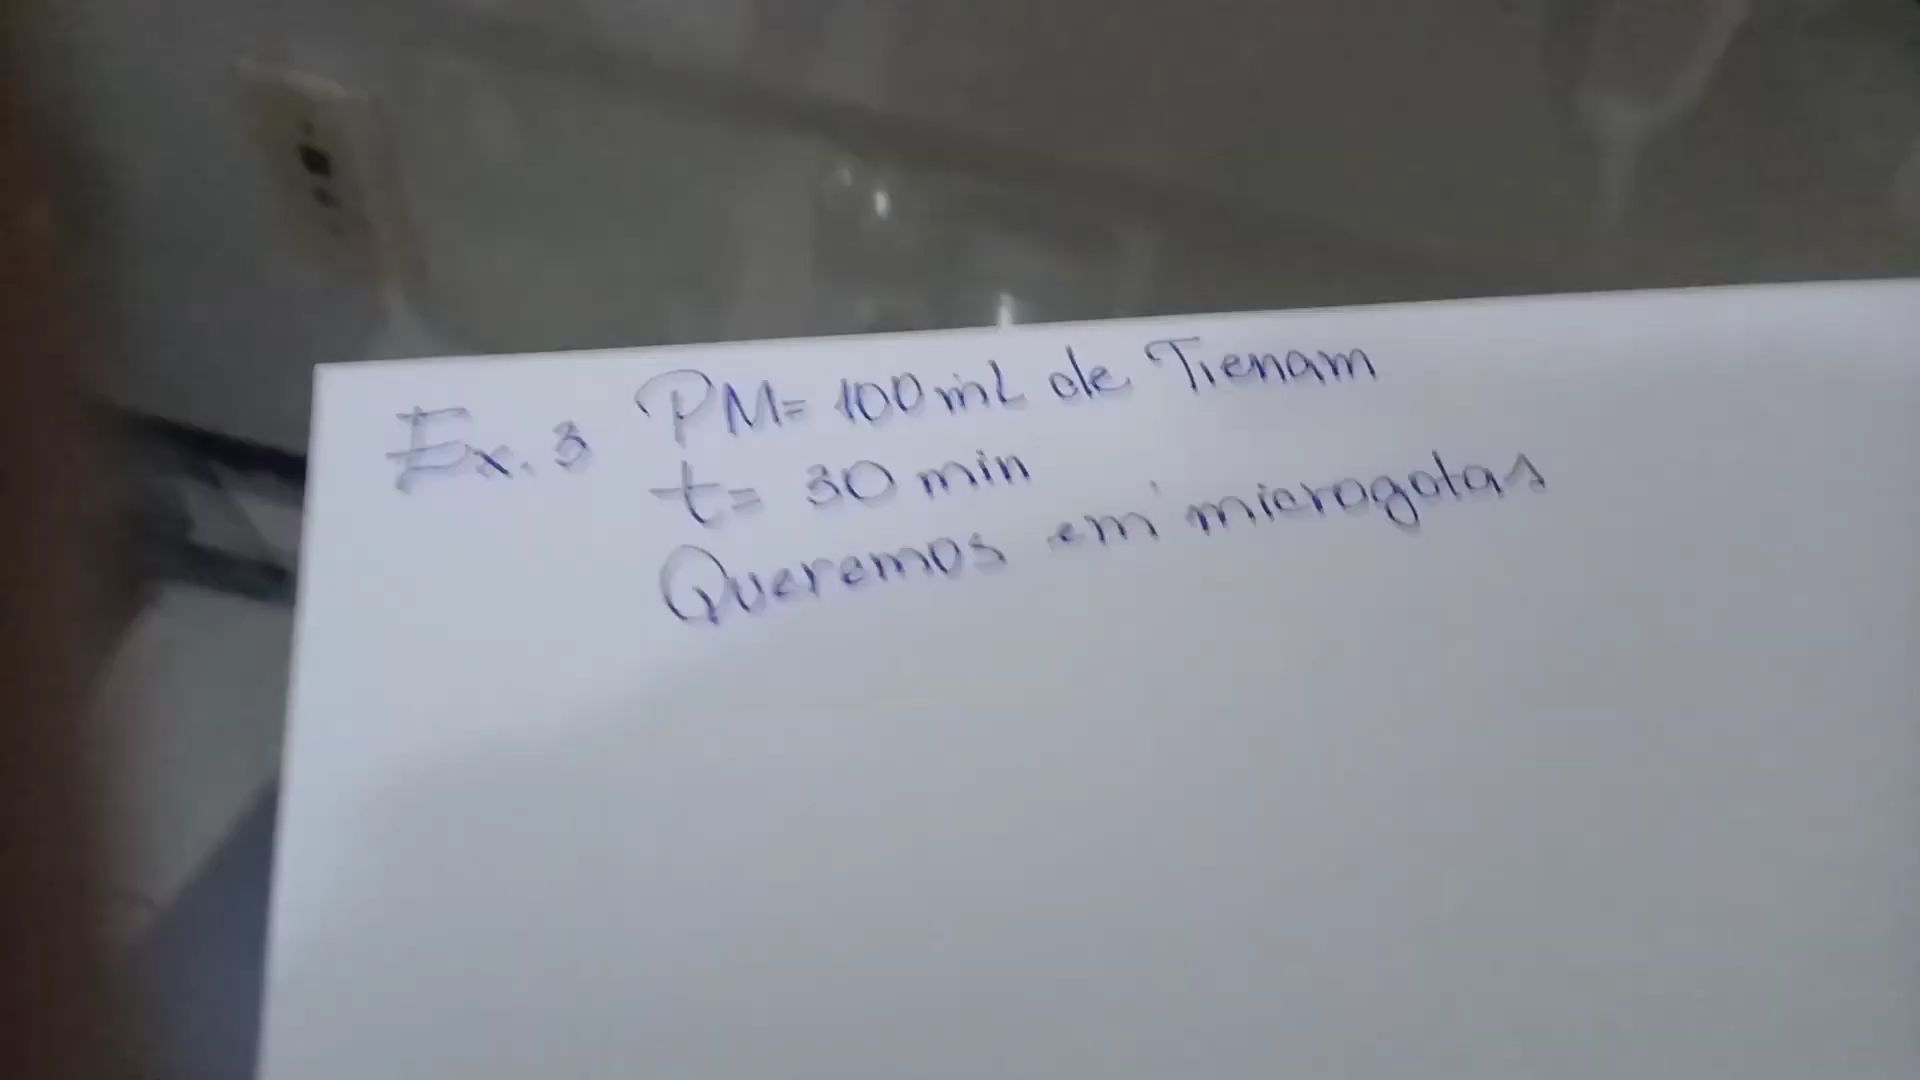 Ex. 3 PM= 100 mL de Tienam
t= 30 min
Queremos em microgotas